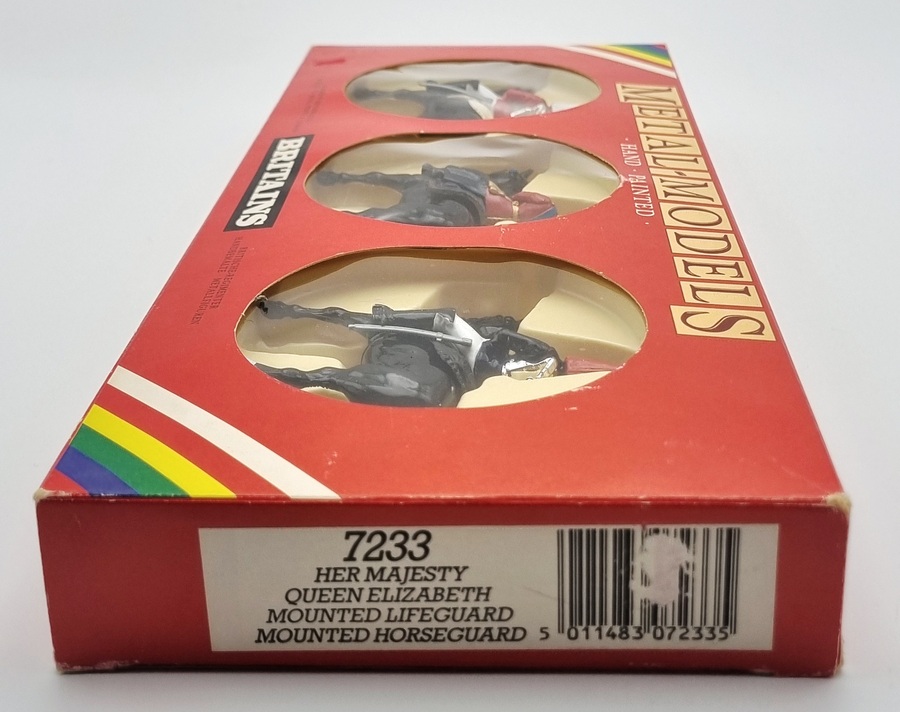 METAL MODELS
· HAND · PAINTED ·
BRITAINS
7233
HER MAJESTY
QUEEN ELIZABETH
MOUNTED LIFEGUARD
MOUNTED HORSEGUARD
5 011483 072335